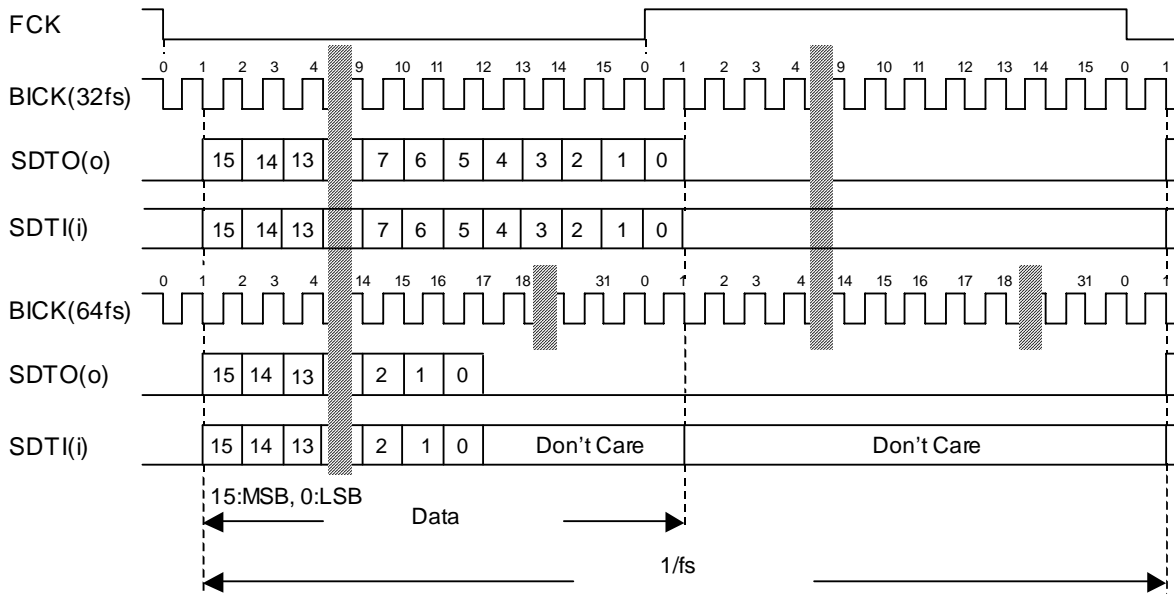 FCK
0 1 2 3 4 9 10 11 12 13 14 15 0 1 2 3 4 9 10 11 12 13 14 15 0 1
BICK(32fs)
SDTO(o) 15 14 13 7 6 5 4 3 2 1 0
SDTI(i) 15 14 13 7 6 5 4 3 2 1 0
0 1 2 3 4 14 15 16 17 18 31 0 1 2 3 4 14 15 16 17 18 31 0 1
BICK(64fs)
SDTO(o) 15 14 13 2 1 0
SDTI(i) 15 14 13 2 1 0 Don't Care Don't Care
15:MSB, 0:LSB
Data
1/fs